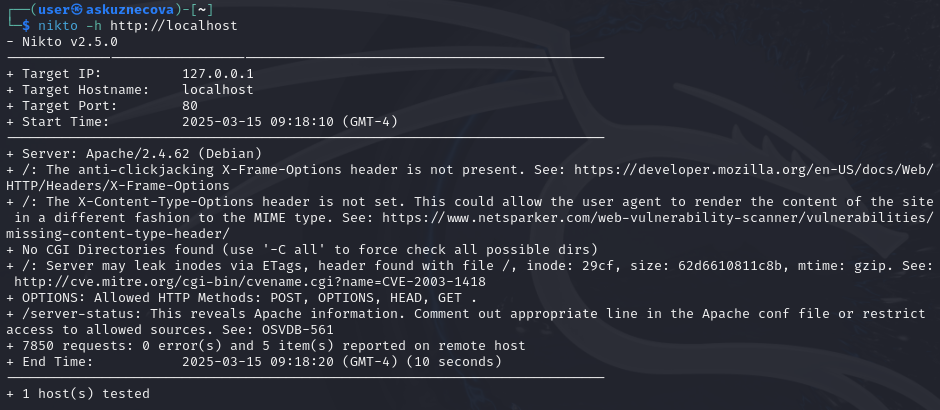 ┌──(user㉿askuznecova)-[~]
└─$ nikto -h http://localhost
- Nikto v2.5.0
---------------------------------------------------------------------------
+ Target IP:          127.0.0.1
+ Target Hostname:    localhost
+ Target Port:        80
+ Start Time:         2025-03-15 09:18:10 (GMT-4)
---------------------------------------------------------------------------
+ Server: Apache/2.4.62 (Debian)
+ /: The anti-clickjacking X-Frame-Options header is not present. See: https://developer.mozilla.org/en-US/docs/Web/
HTTP/Headers/X-Frame-Options
+ /: The X-Content-Type-Options header is not set. This could allow the user agent to render the content of the site
 in a different fashion to the MIME type. See: https://www.netsparker.com/web-vulnerability-scanner/vulnerabilities/
missing-content-type-header/
+ No CGI Directories found (use '-C all' to force check all possible dirs)
+ /: Server may leak inodes via ETags, header found with file /, inode: 29cf, size: 62d6610811c8b, mtime: gzip. See:
 http://cve.mitre.org/cgi-bin/cvename.cgi?name=CVE-2003-1418
+ OPTIONS: Allowed HTTP Methods: POST, OPTIONS, HEAD, GET .
+ /server-status: This reveals Apache information. Comment out appropriate line in the Apache conf file or restrict
access to allowed sources. See: OSVDB-561
+ 7850 requests: 0 error(s) and 5 item(s) reported on remote host
+ End Time:           2025-03-15 09:18:20 (GMT-4) (10 seconds)
---------------------------------------------------------------------------
+ 1 host(s) tested